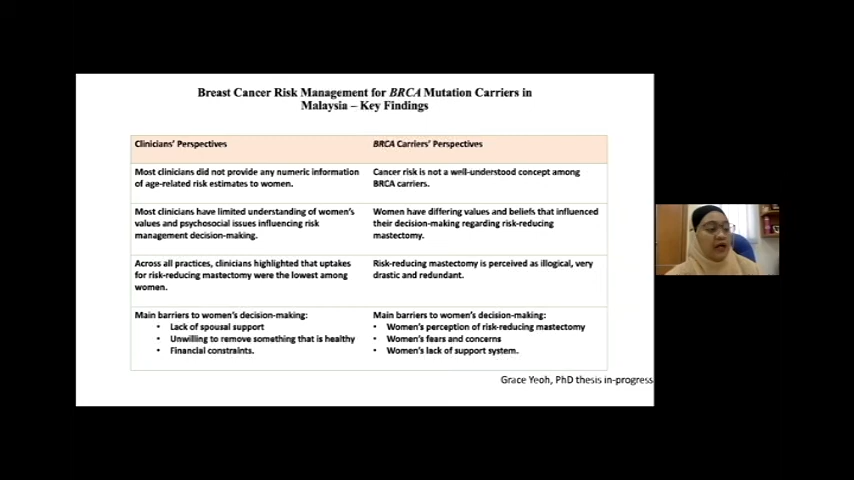 Breast Cancer Risk Management for BRCA Mutation Carriers in
Malaysia – Key Findings
Clinicians' Perspectives
BRCA Carriers' Perspectives
Most clinicians did not provide any numeric information
of age-related risk estimates to women.
Cancer risk is not a well-understood concept among
BRCA carriers.
Most clinicians have limited understanding of women's
values and psychosocial issues influencing risk
management decision-making.
Women have differing values and beliefs that influenced
their decision-making regarding risk-reducing
mastectomy.
Across all practices, clinicians highlighted that uptakes
for risk-reducing mastectomy were the lowest among
women.
Risk-reducing mastectomy is perceived as illogical, very
drastic and redundant.
Main barriers to women's decision-making:
• Lack of spousal support
• Unwilling to remove something that is healthy
• Financial constraints.
Main barriers to women's decision-making:
• Women's perception of risk-reducing mastectomy
• Women's fears and concerns
• Women's lack of support system.
Grace Yeoh, PhD thesis in-progress